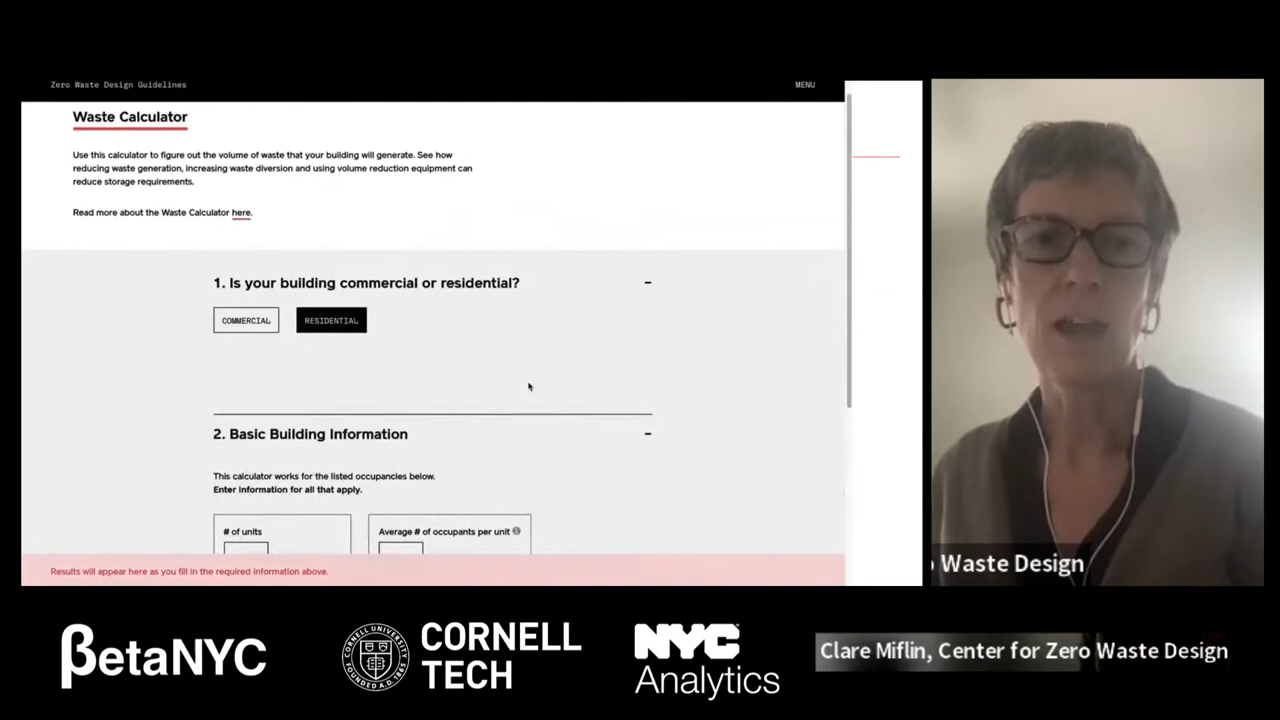 Zero Waste Design Guidelines
MENU
Waste Calculator
Use this calculator to figure out the volume of waste that your building will generate. See how
reducing waste generation, increasing waste diversion and using volume reduction equipment can
reduce storage requirements.
Read more about the Waste Calculator here.
1. Is your building commercial or residential?
COMMERCIAL
RESIDENTIAL
2. Basic Building Information
This calculator works for the listed occupancies below.
Enter information for all that apply.
# of units
Average # of occupants per unit
Results will appear here as you fill in the required information above.
Waste Design
βetaNYC
CORNELL UNIVERSITY
FOUNDED A.D. 1865
CORNELL
TECH
NYC
Analytics
Clare Miflin, Center for Zero Waste Design